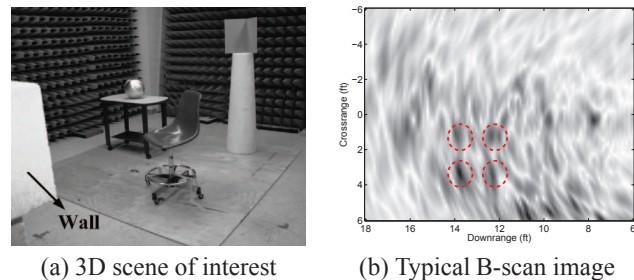 Wall
(a) 3D scene of interest
−6
−4
−2
0
2
4
6
Crossrange (ft)
18 16 14 12 10 8 6
Downrange (ft)
(b) Typical B-scan image